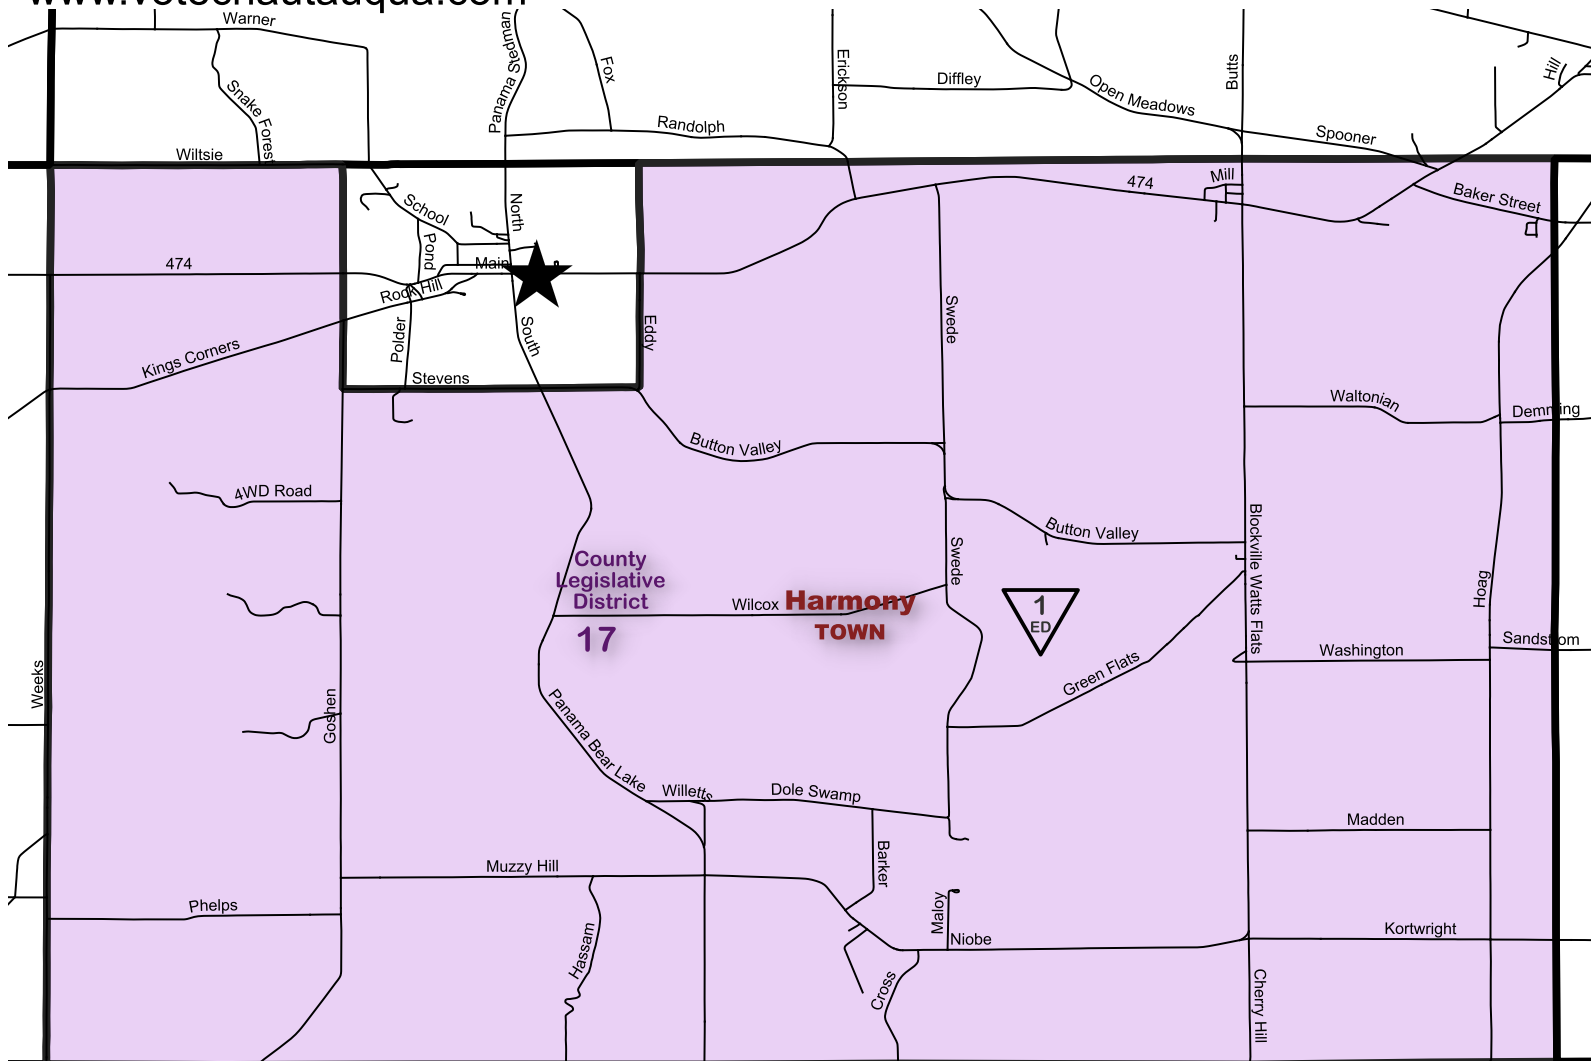 www.votechautauqua.com
Warner
Panama Stedman
Fox
Erickson
Diffley
Butts
Open Meadows
Hill
Snake Forest
Randolph
Spooner
Wiltsie
474
Mill
Baker Street
School
North
Pond
474
Main
Rock Hill
Swede
South
Eddy
Polder
Kings Corners
Stevens
Waltonian
Demming
Button Valley
4WD Road
Button Valley
Blockville Watts Flats
Swede
County
Legislative
District
17
Wilcox
Harmony
TOWN
1
ED
Hoag
Green Flats
Washington
Sandstrom
Weeks
Goshen
Panama Bear Lake
Willetts
Dole Swamp
Madden
Muzzy Hill
Barker
Phelps
Maloy
Niobe
Kortwright
Hassam
Cross
Cherry Hill